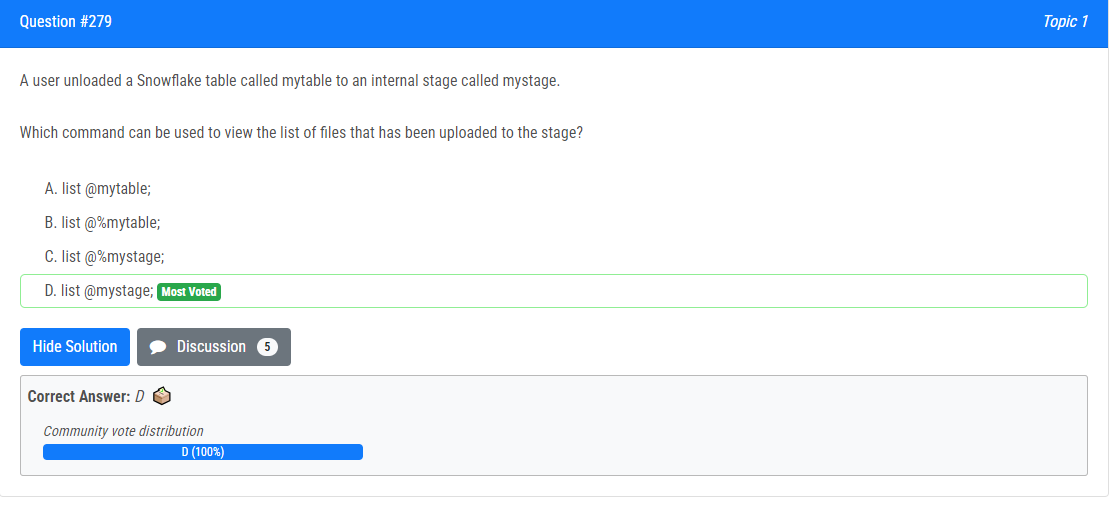 Question #279
Topic 1
A user unloaded a Snowflake table called mytable to an internal stage called mystage.
Which command can be used to view the list of files that has been uploaded to the stage?
A. list @mytable;
B. list @%mytable;
C. list @%mystage;
D. list @mystage; Most Voted
Hide Solution
Discussion 5
Correct Answer: D
Community vote distribution
D (100%)